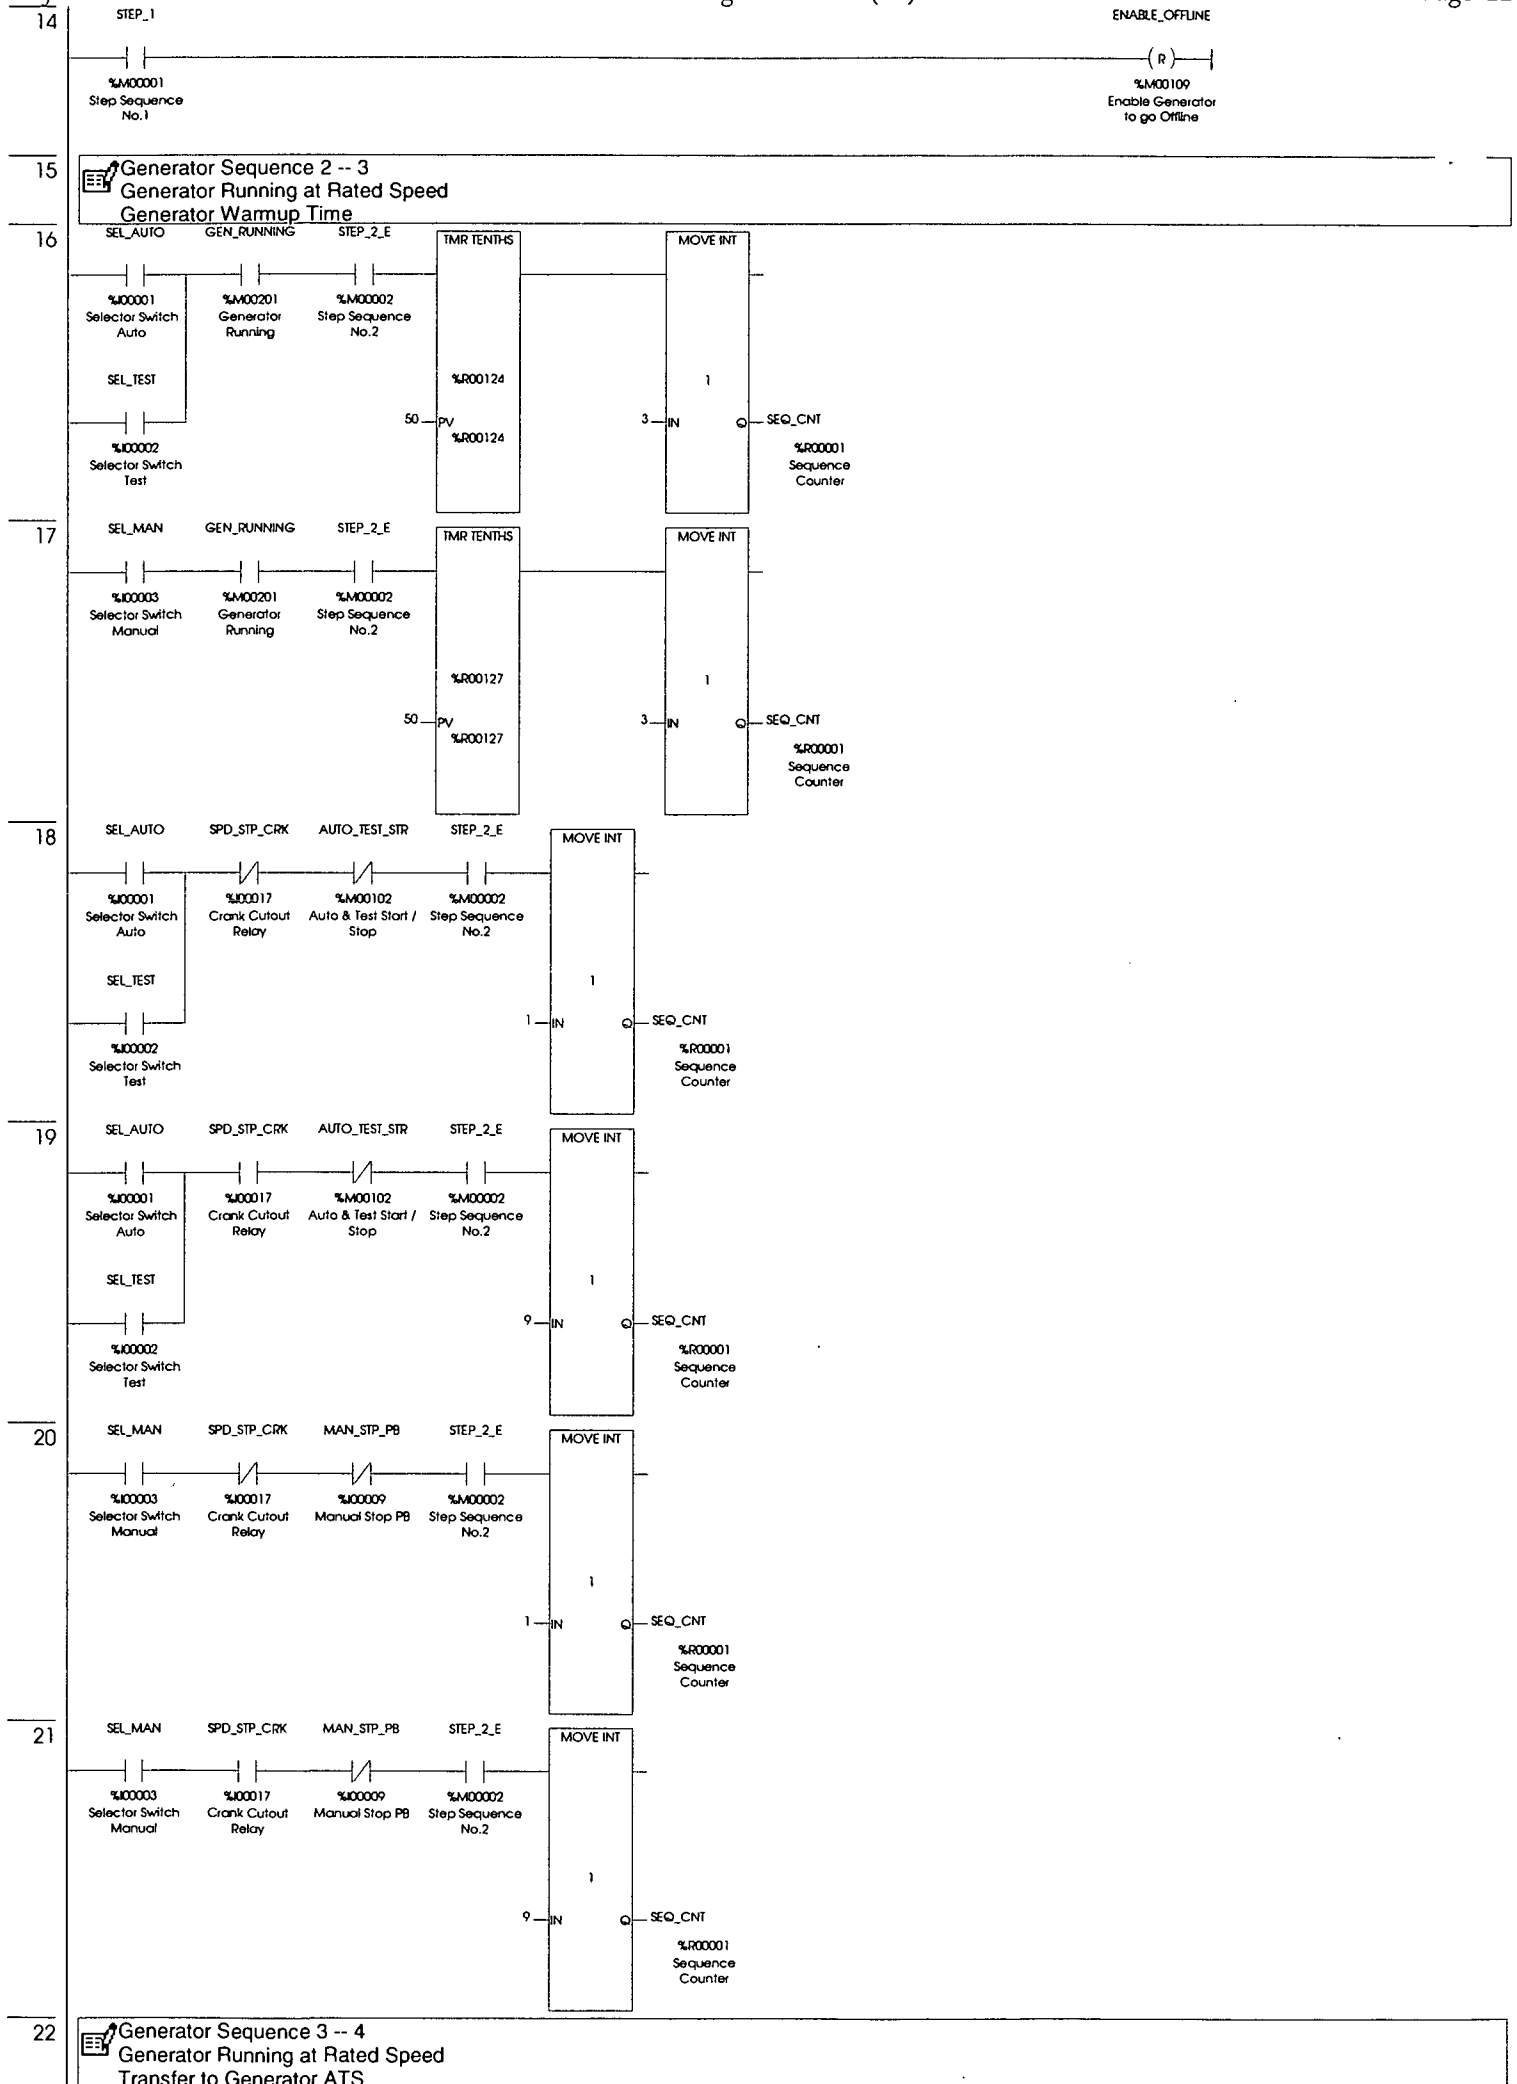 14
STEP_1
ENABLE_OFFLINE
( R )
%M00001
Step Sequence
No.1
%M00109
Enable Generator
to go Offline
15
Generator Sequence 2 -- 3
Generator Running at Rated Speed
Generator Warmup Time
16
SEL_AUTO GEN_RUNNING STEP_2_E
TMR TENTHS
MOVE INT
%I00001
Selector Switch
Auto
%M00201
Generator
Running
%M00002
Step Sequence
No.2
SEL_TEST
%R00124
1
50 PV
%R00124
3 IN Q SEQ_CNT
%I00002
Selector Switch
Test
%R00001
Sequence
Counter
17
SEL_MAN GEN_RUNNING STEP_2_E
TMR TENTHS
MOVE INT
%I00003
Selector Switch
Manual
%M00201
Generator
Running
%M00002
Step Sequence
No.2
%R00127
1
50 PV
%R00127
3 IN Q SEQ_CNT
%R00001
Sequence
Counter
18
SEL_AUTO SPD_STP_CRK AUTO_TEST_STR STEP_2_E
MOVE INT
%I00001
Selector Switch
Auto
%I00017
Crank Cutout
Relay
%M00102
Auto & Test Start /
Stop
%M00002
Step Sequence
No.2
SEL_TEST
1
1 IN Q SEQ_CNT
%I00002
Selector Switch
Test
%R00001
Sequence
Counter
19
SEL_AUTO SPD_STP_CRK AUTO_TEST_STR STEP_2_E
MOVE INT
%I00001
Selector Switch
Auto
%I00017
Crank Cutout
Relay
%M00102
Auto & Test Start /
Stop
%M00002
Step Sequence
No.2
SEL_TEST
1
9 IN Q SEQ_CNT
%I00002
Selector Switch
Test
%R00001
Sequence
Counter
20
SEL_MAN SPD_STP_CRK MAN_STP_PB STEP_2_E
MOVE INT
%I00003
Selector Switch
Manual
%I00017
Crank Cutout
Relay
%I00009
Manual Stop PB
%M00002
Step Sequence
No.2
1
1 IN Q SEQ_CNT
%R00001
Sequence
Counter
21
SEL_MAN SPD_STP_CRK MAN_STP_PB STEP_2_E
MOVE INT
%I00003
Selector Switch
Manual
%I00017
Crank Cutout
Relay
%I00009
Manual Stop PB
%M00002
Step Sequence
No.2
1
9 IN Q SEQ_CNT
%R00001
Sequence
Counter
22
Generator Sequence 3 -- 4
Generator Running at Rated Speed
Transfer to Generator ATS